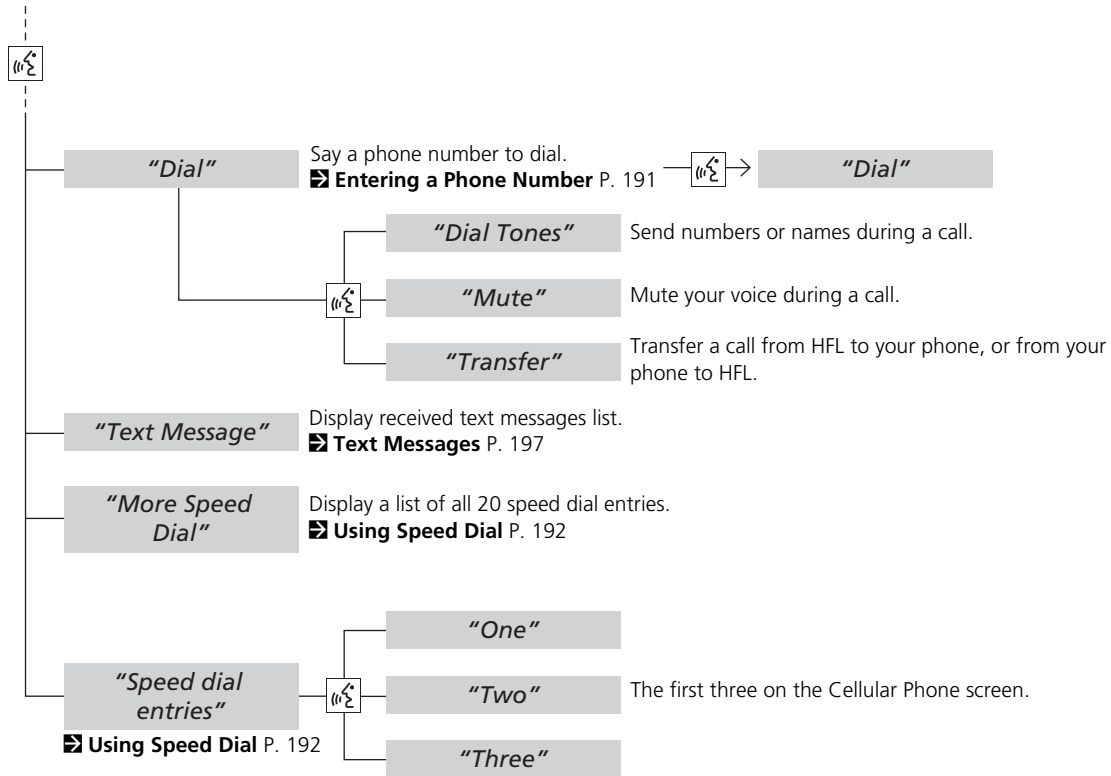 “Dial”
Say a phone number to dial.
Entering a Phone Number P. 191
“Dial”
“Dial Tones”
Send numbers or names during a call.
“Mute”
Mute your voice during a call.
“Transfer”
Transfer a call from HFL to your phone, or from your
phone to HFL.
“Text Message”
Display received text messages list.
Text Messages P. 197
“More Speed
Dial”
Display a list of all 20 speed dial entries.
Using Speed Dial P. 192
“Speed dial
entries”
Using Speed Dial P. 192
“One”
“Two”
The first three on the Cellular Phone screen.
“Three”